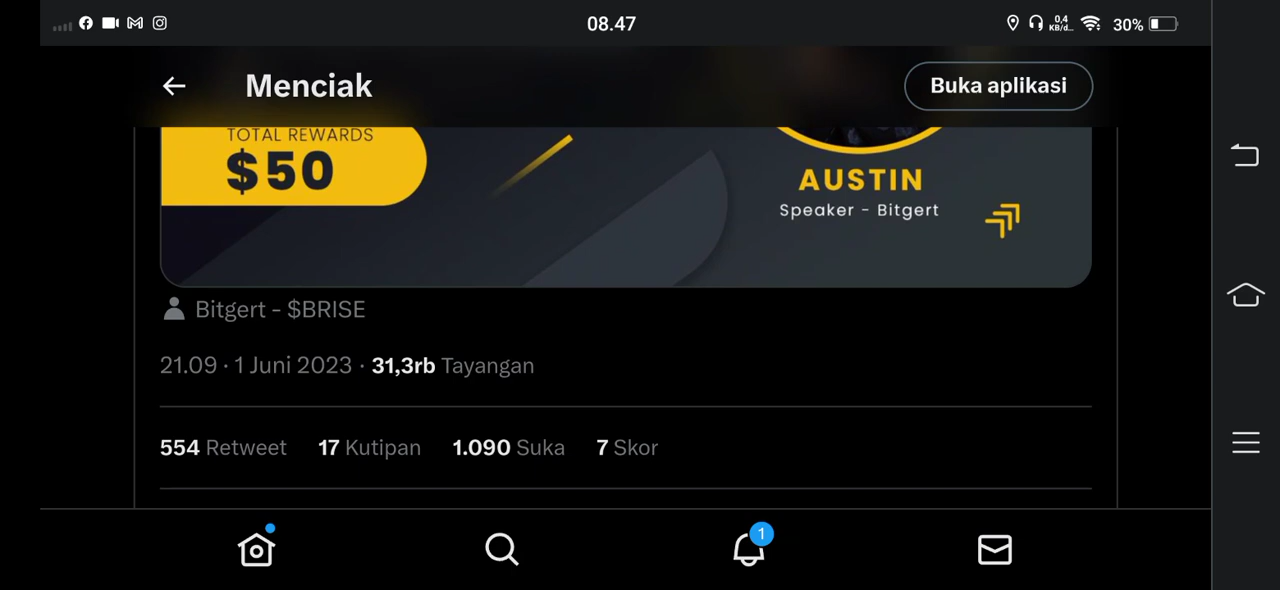 08.47
0,4
KB/d...
30%
Menciak
Buka aplikasi
TOTAL REWARDS
$50
AUSTIN
Speaker - Bitgert
Bitgert - $BRISE
21.09 · 1 Juni 2023 · 31,3rb Tayangan
554 Retweet 17 Kutipan 1.090 Suka 7 Skor
1